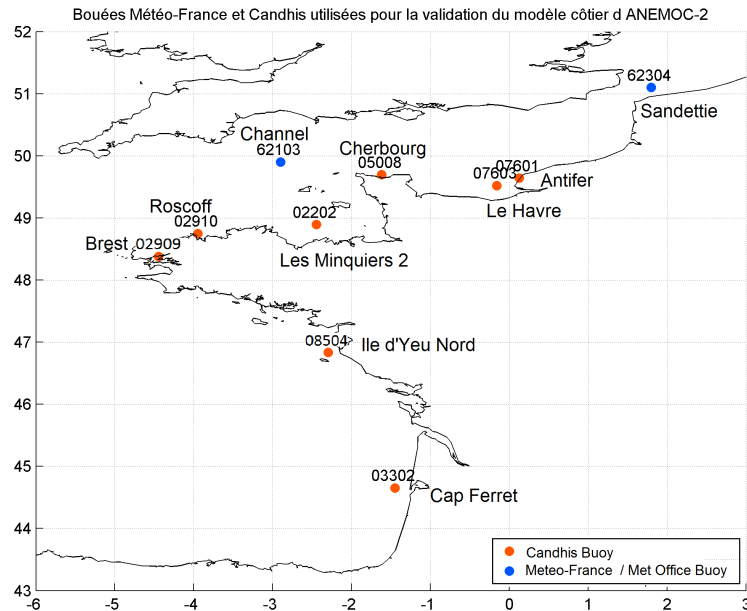 Bouées Météo-France et Candhis utilisées pour la validation du modèle côtier d ANEMOC-2
52
62304
51
Sandettie
Channel
62103
Cherbourg
05008
50
07603
07601
Antifer
Le Havre
Roscoff
02910
02202
49
Brest
02909
Les Minquiers 2
48
08504
Ile d'Yeu Nord
47
46
45
03302
Cap Ferret
44
Candhis Buoy
Meteo-France / Met Office Buoy
43
-6 -5 -4 -3 -2 -1 0 1 2 3